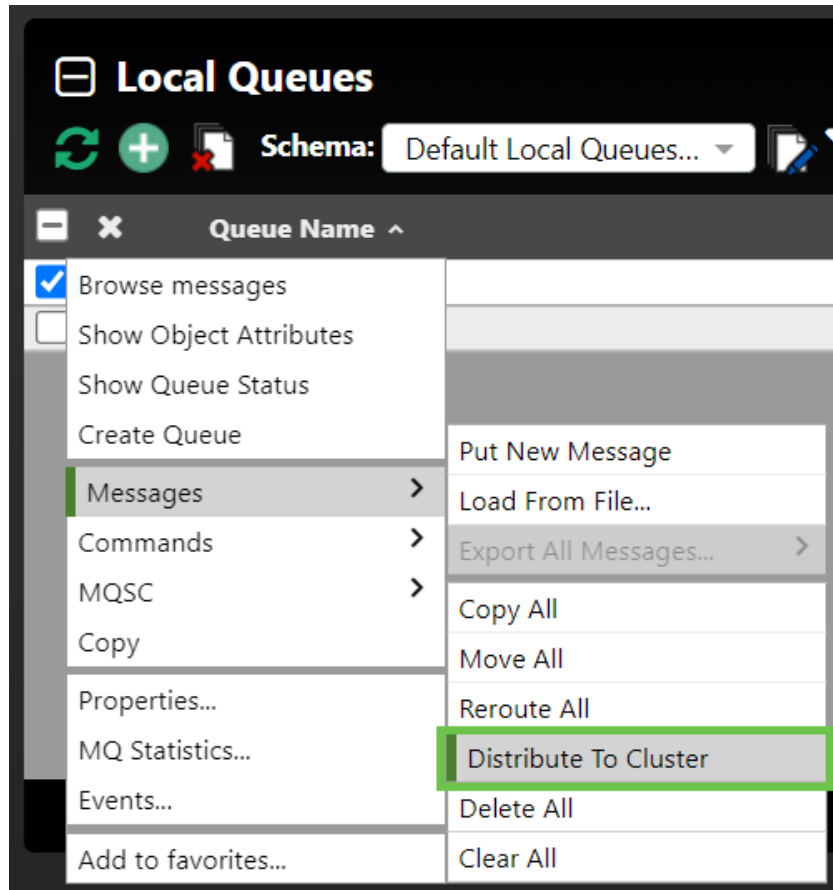 Local Queues
Schema: Default Local Queues...
Queue Name
Browse messages
Show Object Attributes
Show Queue Status
Create Queue
Messages
Commands
MQSC
Copy
Properties...
MQ Statistics...
Events...
Add to favorites...
Put New Message
Load From File...
Export All Messages...
Copy All
Move All
Reroute All
Distribute To Cluster
Delete All
Clear All